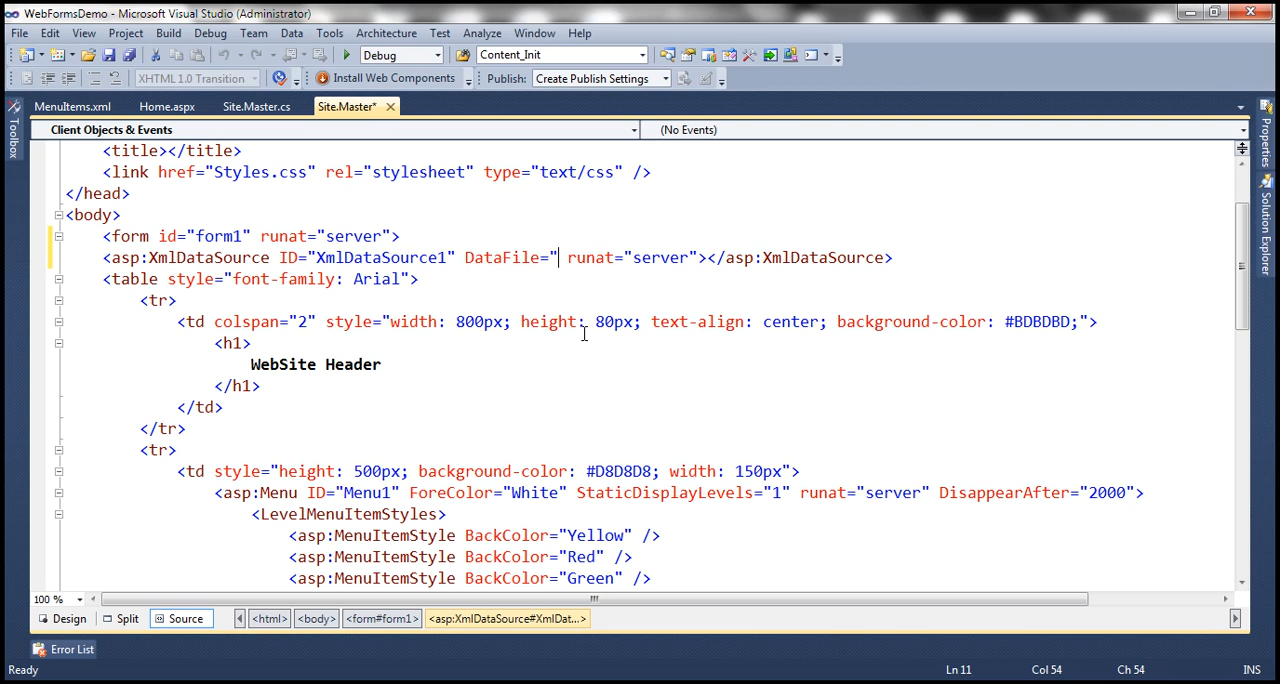 WebFormsDemo - Microsoft Visual Studio (Administrator)
File Edit View Project Build Debug Team Data Tools Architecture Test Analyze Window Help
Debug Content_Init
XHTML 1.0 Transition Install Web Components Publish: Create Publish Settings
MenuItems.xml Home.aspx Site.Master.cs Site.Master*
Client Objects & Events (No Events)
Toolbox
Properties
Solution Explorer
<title></title>
<link href="Styles.css" rel="stylesheet" type="text/css" />
</head>
<body>
<form id="form1" runat="server">
<asp:XmlDataSource ID="XmlDataSource1" DataFile=" runat="server"></asp:XmlDataSource>
<table style="font-family: Arial">
<tr>
<td colspan="2" style="width: 800px; height: 80px; text-align: center; background-color: #BDBDBD;">
<h1>
WebSite Header
</h1>
</td>
</tr>
<tr>
<td style="height: 500px; background-color: #D8D8D8; width: 150px">
<asp:Menu ID="Menu1" ForeColor="White" StaticDisplayLevels="1" runat="server" DisappearAfter="2000">
<LevelMenuItemStyles>
<asp:MenuItemStyle BackColor="Yellow" />
<asp:MenuItemStyle BackColor="Red" />
<asp:MenuItemStyle BackColor="Green" />
100 %
Design Split Source <html> <body> <form#form1> <asp:XmlDataSource#XmlDat...>
Error List
Ready Ln 11 Col 54 Ch 54 INS